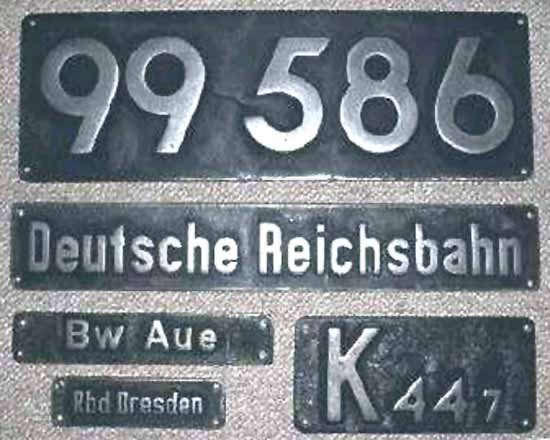 99 586
Deutsche Reichsbahn
Bw Aue
Rbd Dresden
K 44 7